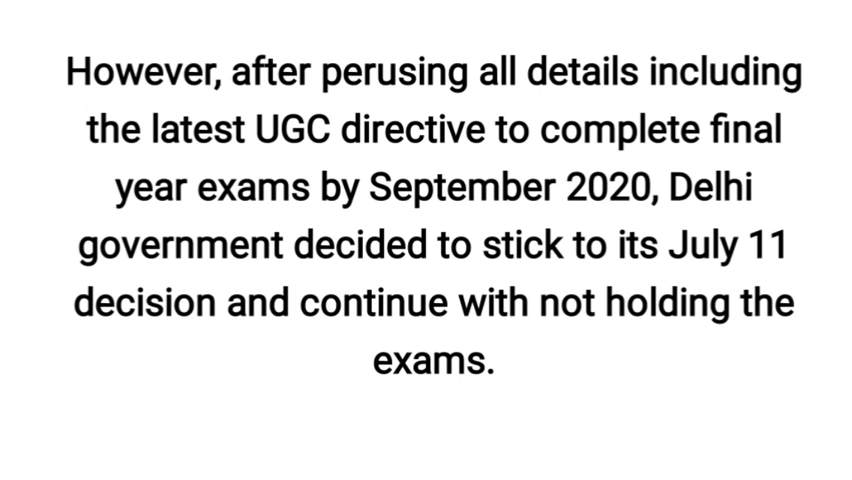 However, after perusing all details including
the latest UGC directive to complete final
year exams by September 2020, Delhi
government decided to stick to its July 11
decision and continue with not holding the
exams.